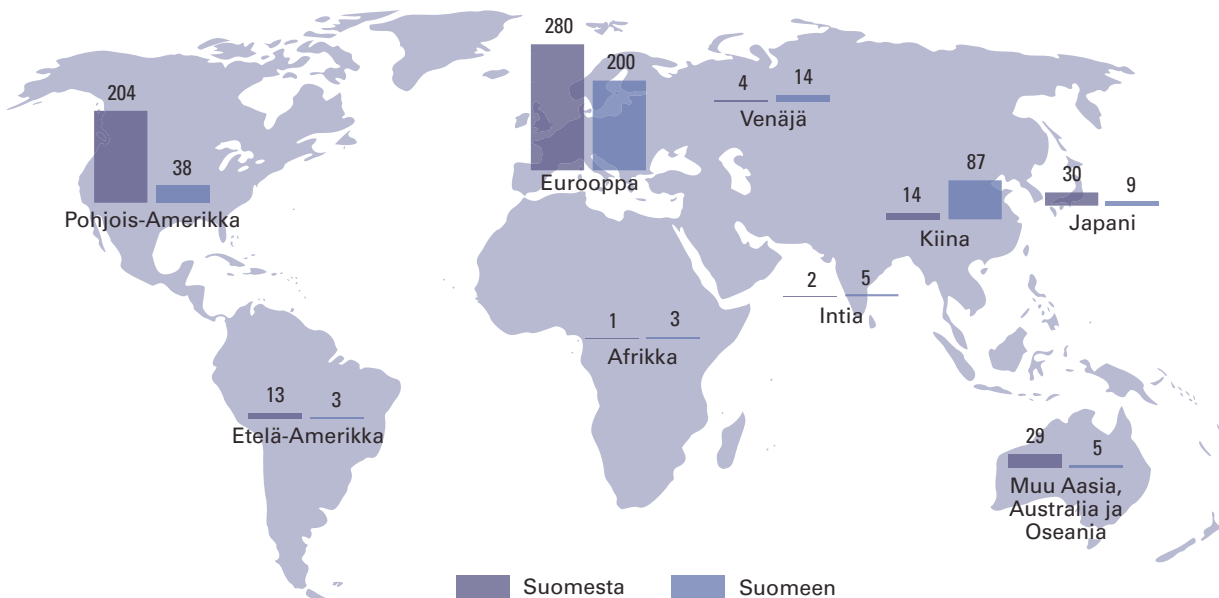 280
200
Eurooppa
204
38
Pohjois-Amerikka
4
14
Venäjä
14
87
Kiina
30
9
Japani
2
5
Intia
1
3
Afrikka
13
3
Etelä-Amerikka
29
5
Muu Aasia,
Australia ja
Oseania
Suomesta
Suomeen